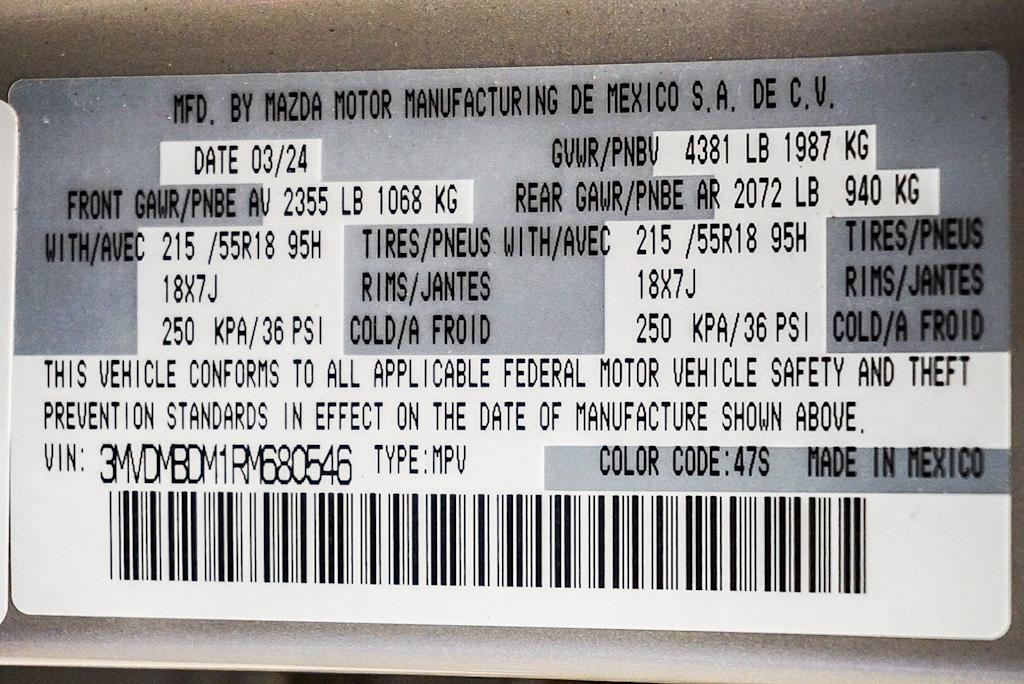 MFD. BY MAZDA MOTOR MANUFACTURING DE MEXICO S.A. DE C.V.
DATE 03/24 GVWR/PNBV 4381 LB 1987 KG
FRONT GAWR/PNBE AV 2355 LB 1068 KG REAR GAWR/PNBE AR 2072 LB 940 KG
WITH/AVEC 215 /55R18 95H TIRES/PNEUS WITH/AVEC 215 /55R18 95H TIRES/PNEUS
18X7J RIMS/JANTES 18X7J RIMS/JANTES
250 KPA/36 PSI COLD/A FROID 250 KPA/36 PSI COLD/A FROID
THIS VEHICLE CONFORMS TO ALL APPLICABLE FEDERAL MOTOR VEHICLE SAFETY AND THEFT
PREVENTION STANDARDS IN EFFECT ON THE DATE OF MANUFACTURE SHOWN ABOVE.
VIN: 3MVDMBDM1RM680546 TYPE:MPV COLOR CODE:47S MADE IN MEXICO